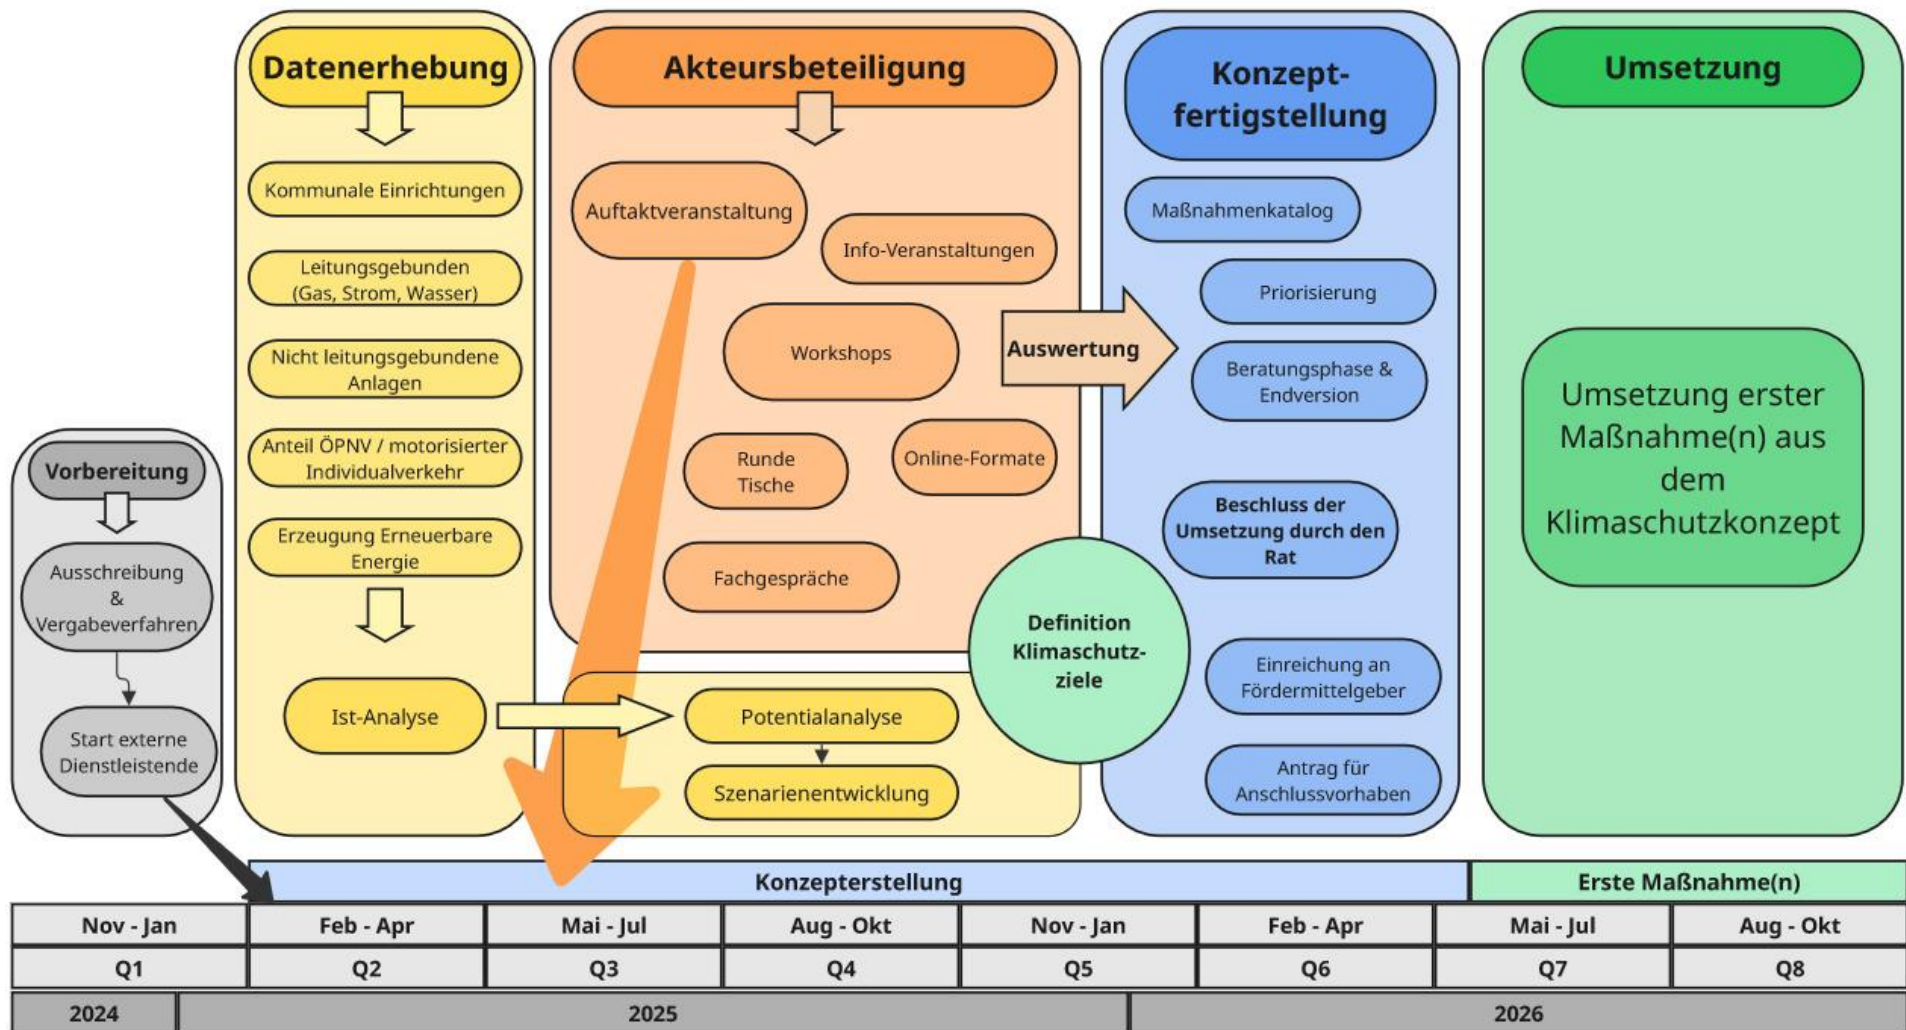 Vorbereitung
Ausschreibung
&
Vergabeverfahren
Start externe
Dienstleistende
Datenerhebung
Kommunale Einrichtungen
Leitungsgebunden
(Gas, Strom, Wasser)
Nicht leitungsgebundene
Anlagen
Anteil ÖPNV / motorisierter
Individualverkehr
Erzeugung Erneuerbare
Energie
Ist-Analyse
Akteursbeteiligung
Auftaktveranstaltung
Info-Veranstaltungen
Workshops
Runde
Tische
Online-Formate
Fachgespräche
Potentialanalyse
Szenarienentwicklung
Auswertung
Definition
Klimaschutz-
ziele
Konzept-
fertigstellung
Maßnahmenkatalog
Priorisierung
Beratungsphase &
Endversion
Beschluss der
Umsetzung durch den
Rat
Einreichung an
Fördermittelgeber
Antrag für
Anschlussvorhaben
Umsetzung
Umsetzung erster
Maßnahme(n) aus
dem
Klimaschutzkonzept
Konzepterstellung Erste Maßnahme(n)
Nov - Jan Feb - Apr Mai - Jul Aug - Okt Nov - Jan Feb - Apr Mai - Jul Aug - Okt
Q1 Q2 Q3 Q4 Q5 Q6 Q7 Q8
2024 2025 2026